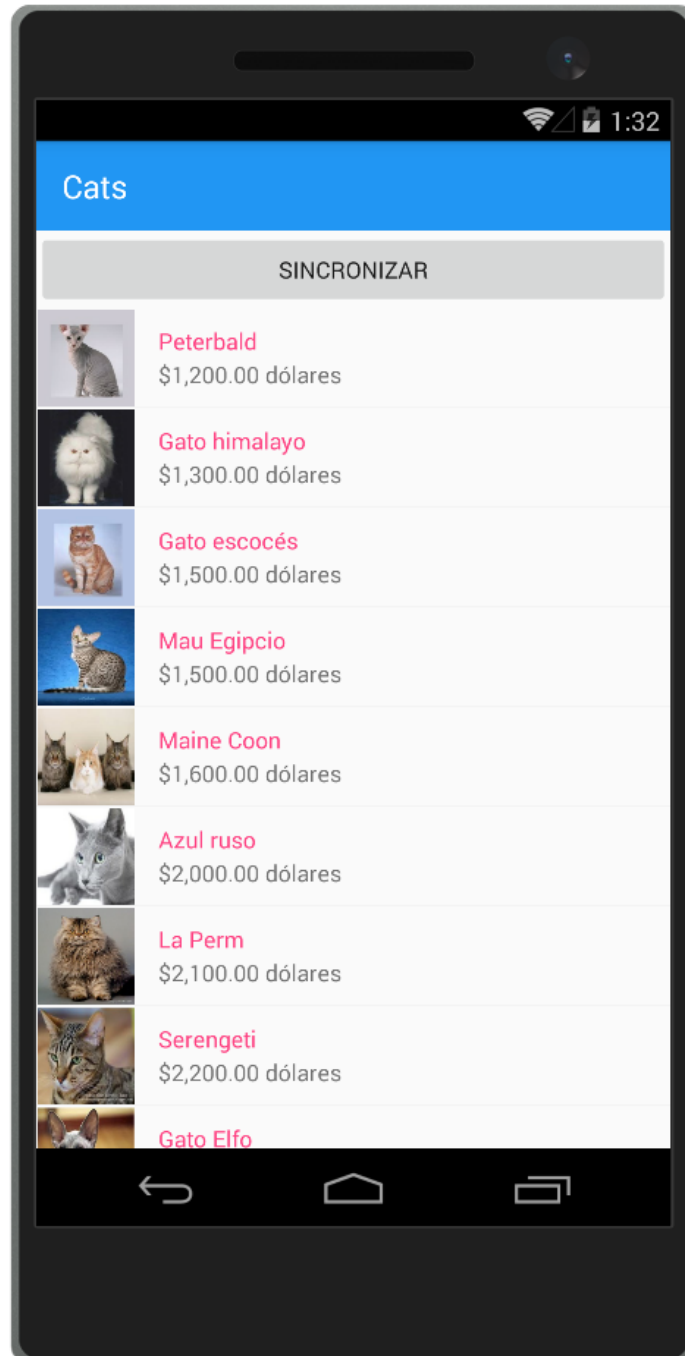 1:32
Cats
SINCRONIZAR
Peterbald
$1,200.00 dólares
Gato himalayo
$1,300.00 dólares
Gato escocés
$1,500.00 dólares
Mau Egipcio
$1,500.00 dólares
Maine Coon
$1,600.00 dólares
Azul ruso
$2,000.00 dólares
La Perm
$2,100.00 dólares
Serengeti
$2,200.00 dólares
Gato Elfo